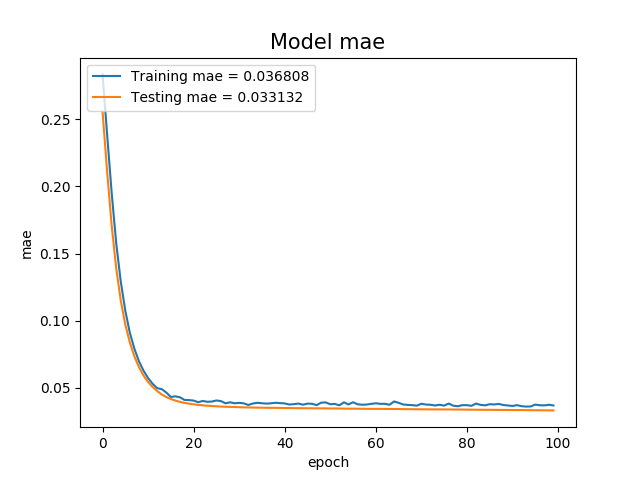 Model mae
Training mae = 0.036808
Testing mae = 0.033132
mae
0.25
0.20
0.15
0.10
0.05
0 20 40 60 80 100
epoch